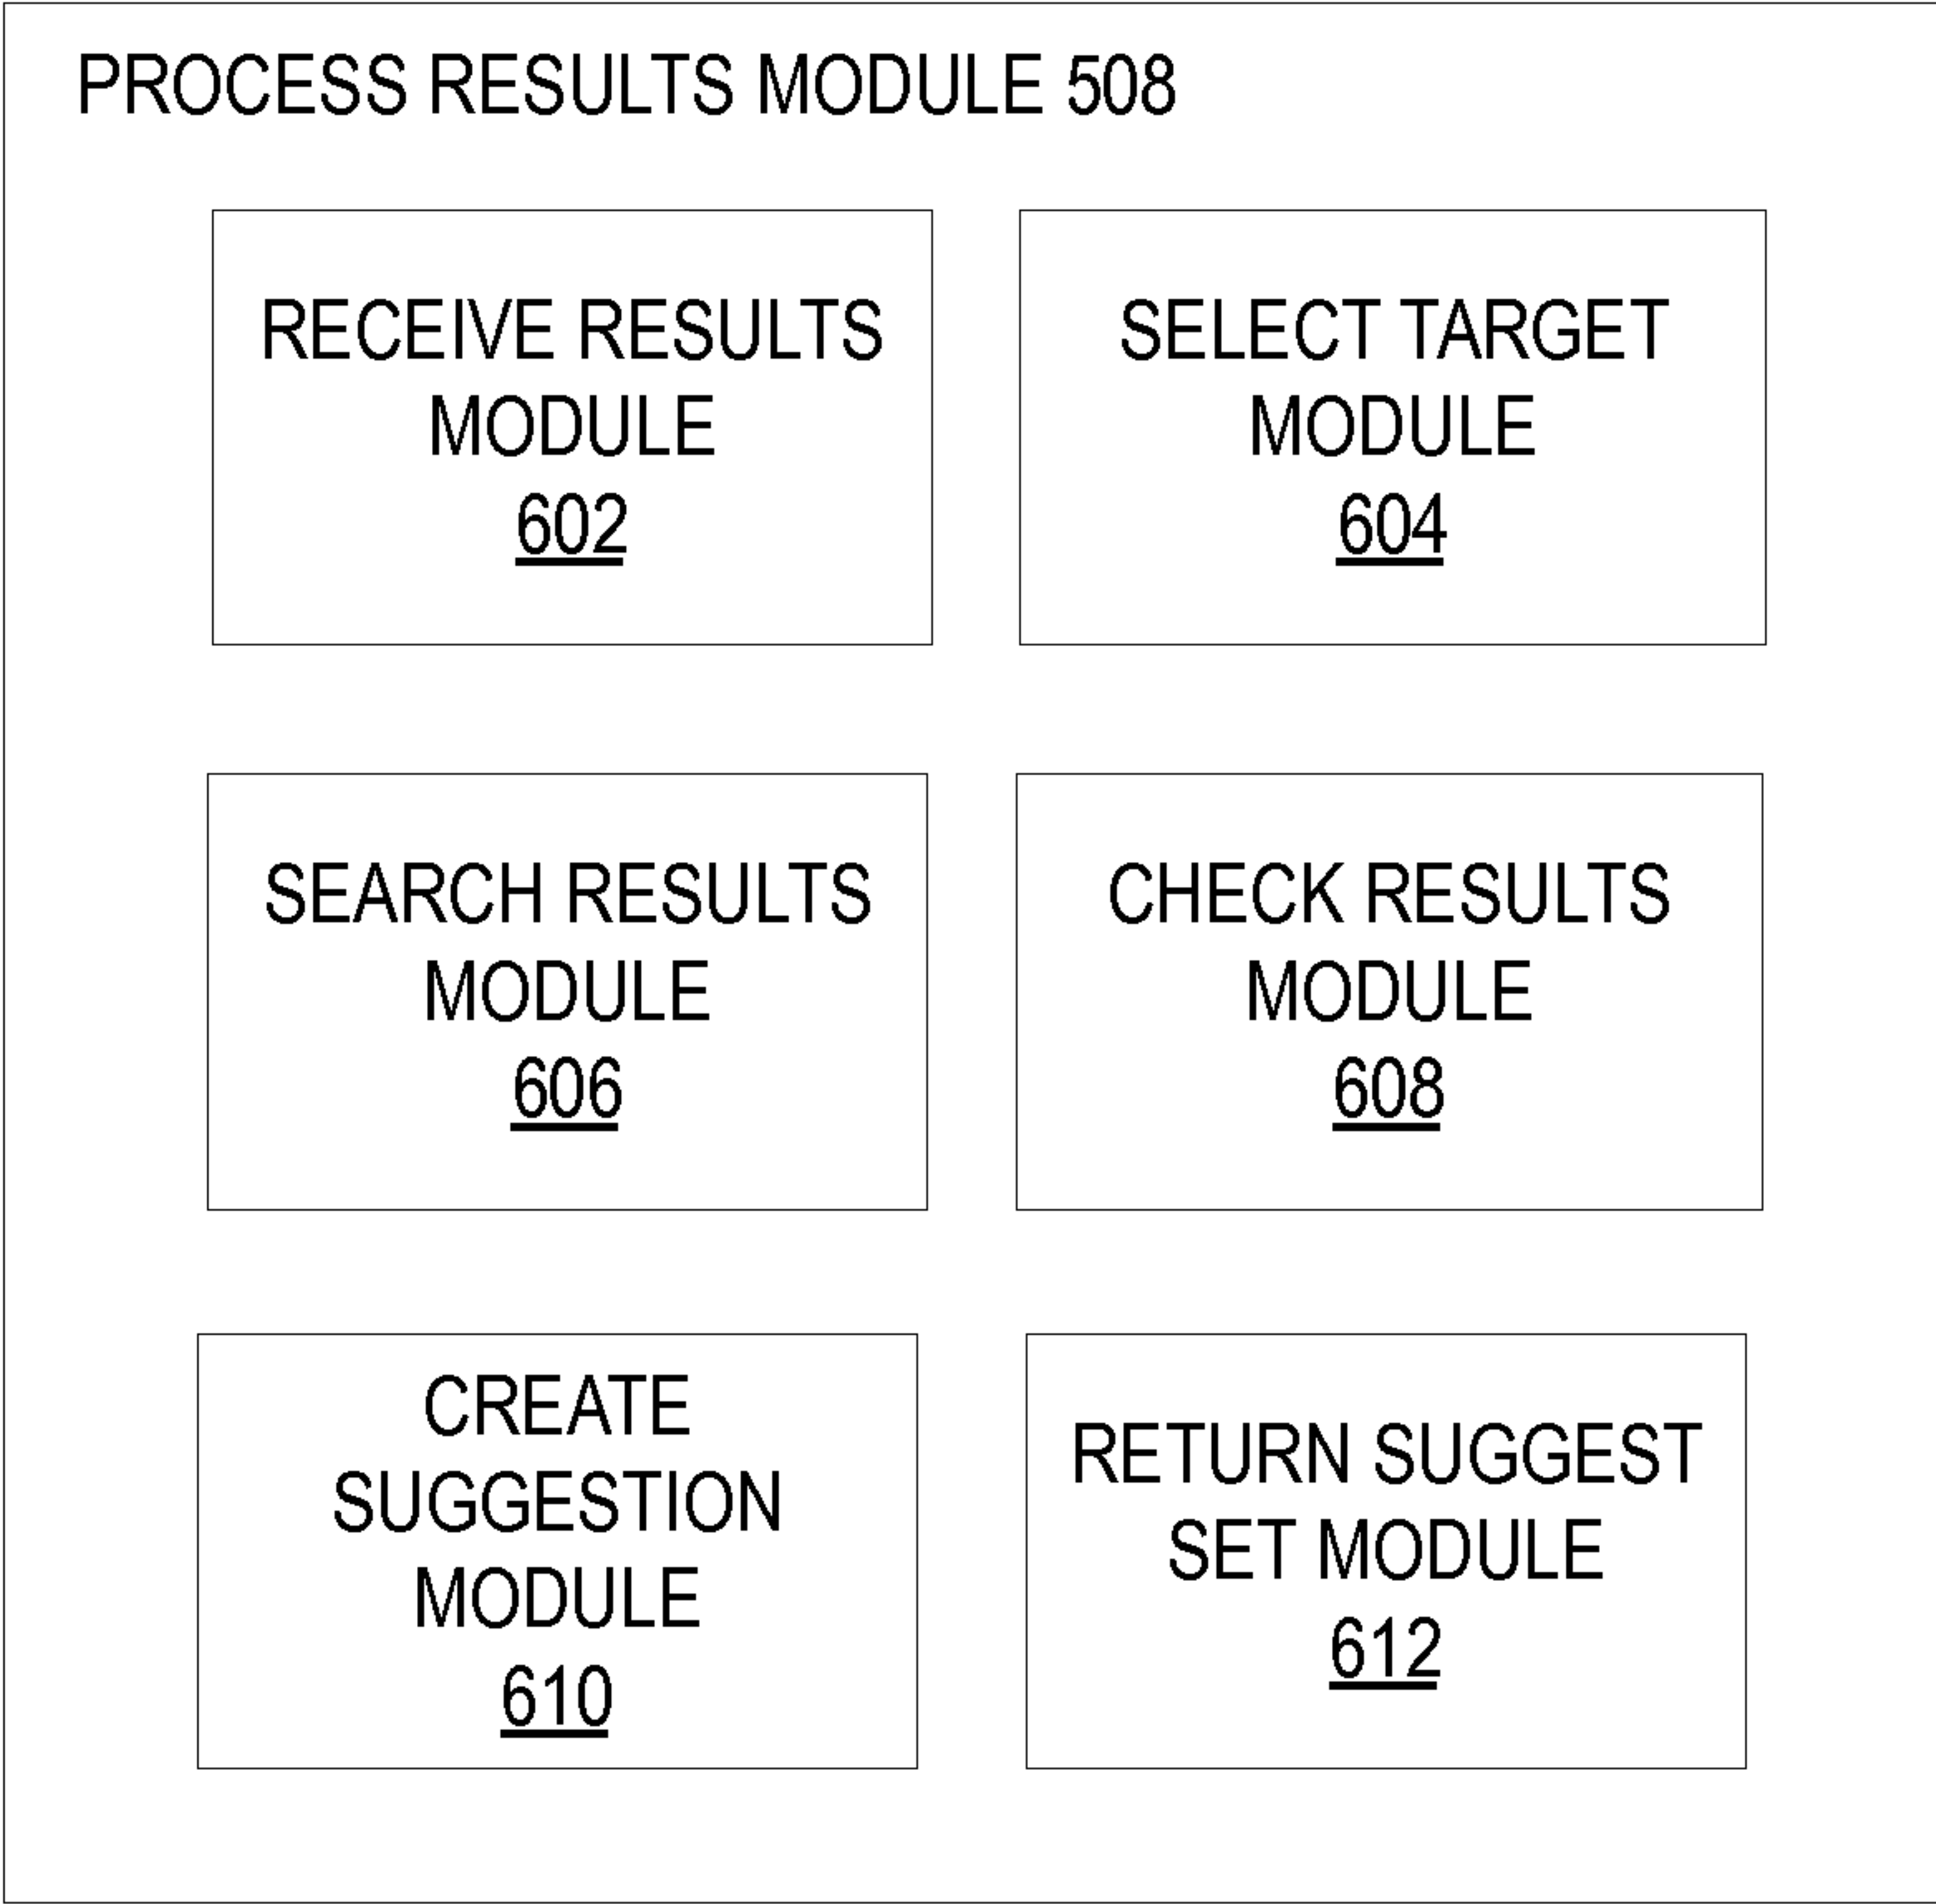 PROCESS RESULTS MODULE 508
RECEIVE RESULTS
MODULE
602
SELECT TARGET
MODULE
604
SEARCH RESULTS
MODULE
606
CHECK RESULTS
MODULE
608
CREATE
SUGGESTION
MODULE
610
RETURN SUGGEST
SET MODULE
612